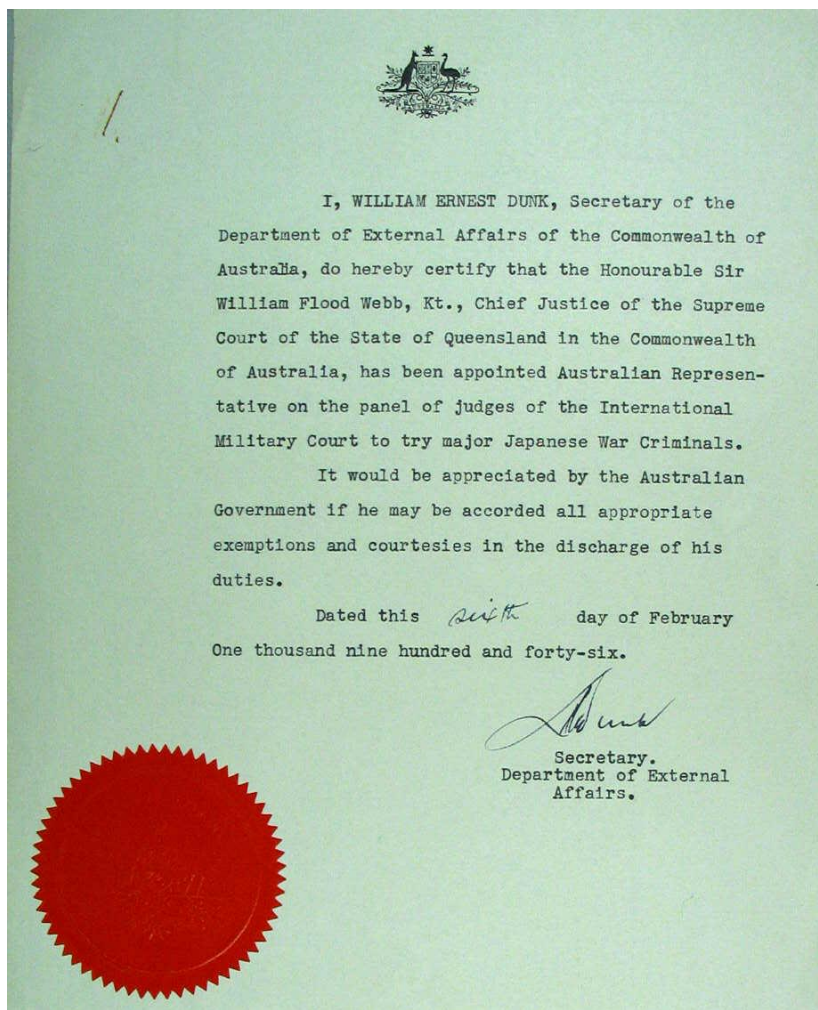 1.
I, WILLIAM ERNEST DUNK, Secretary of the
Department of External Affairs of the Commonwealth of
Australia, do hereby certify that the Honourable Sir
William Flood Webb, Kt., Chief Justice of the Supreme
Court of the State of Queensland in the Commonwealth
of Australia, has been appointed Australian Represen-
tative on the panel of judges of the International
Military Court to try major Japanese War Criminals.
It would be appreciated by the Australian
Government if he may be accorded all appropriate
exemptions and courtesies in the discharge of his
duties.
Dated this sixth day of February
One thousand nine hundred and forty-six.
Dunk
Secretary.
Department of External
Affairs.